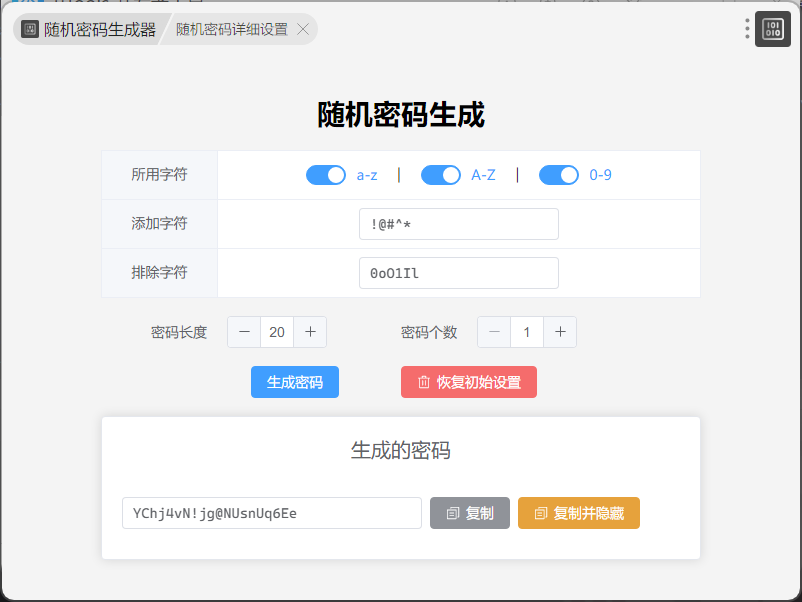 随机密码生成器 随机密码详细设置
随机密码生成
所用字符 a-z | A-Z | 0-9
添加字符 !@#^*
排除字符 0oO1Il
密码长度 20 密码个数 1
生成密码 恢复初始设置
生成的密码
YChj4vN!jg@NUsnUq6Ee 复制 复制并隐藏